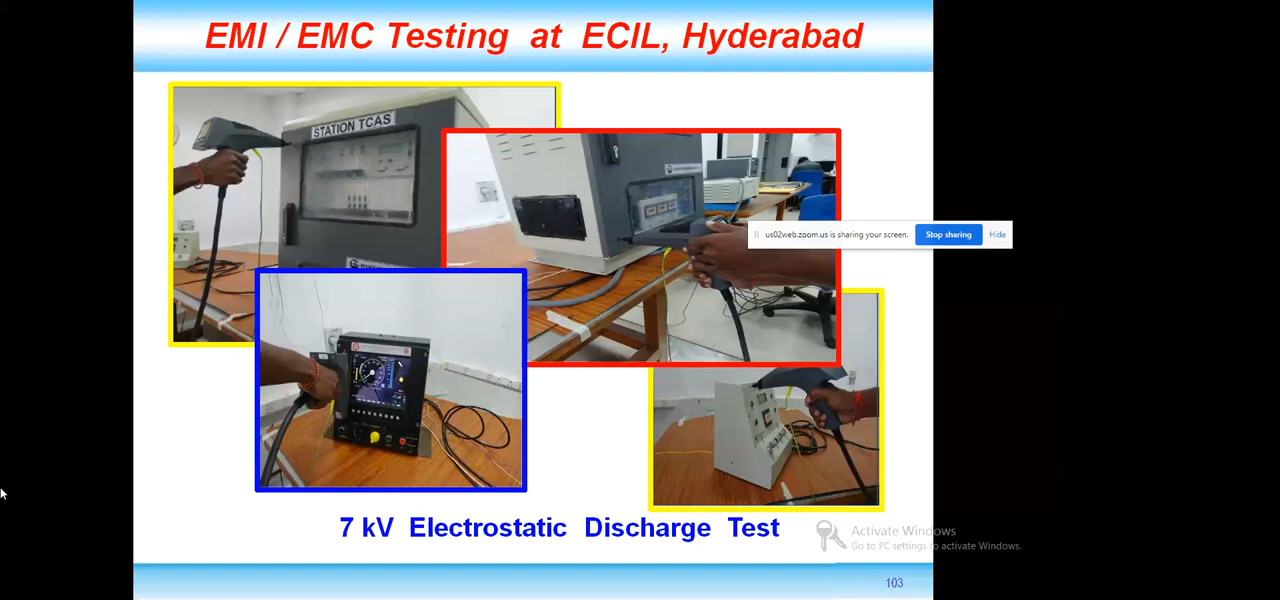 EMI / EMC Testing at ECIL, Hyderabad
STATION TCAS
us02web.zoom.us is sharing your screen.
Stop sharing
Hide
7 kV Electrostatic Discharge Test
Activate Windows
Go to PC settings to activate Windows.
103